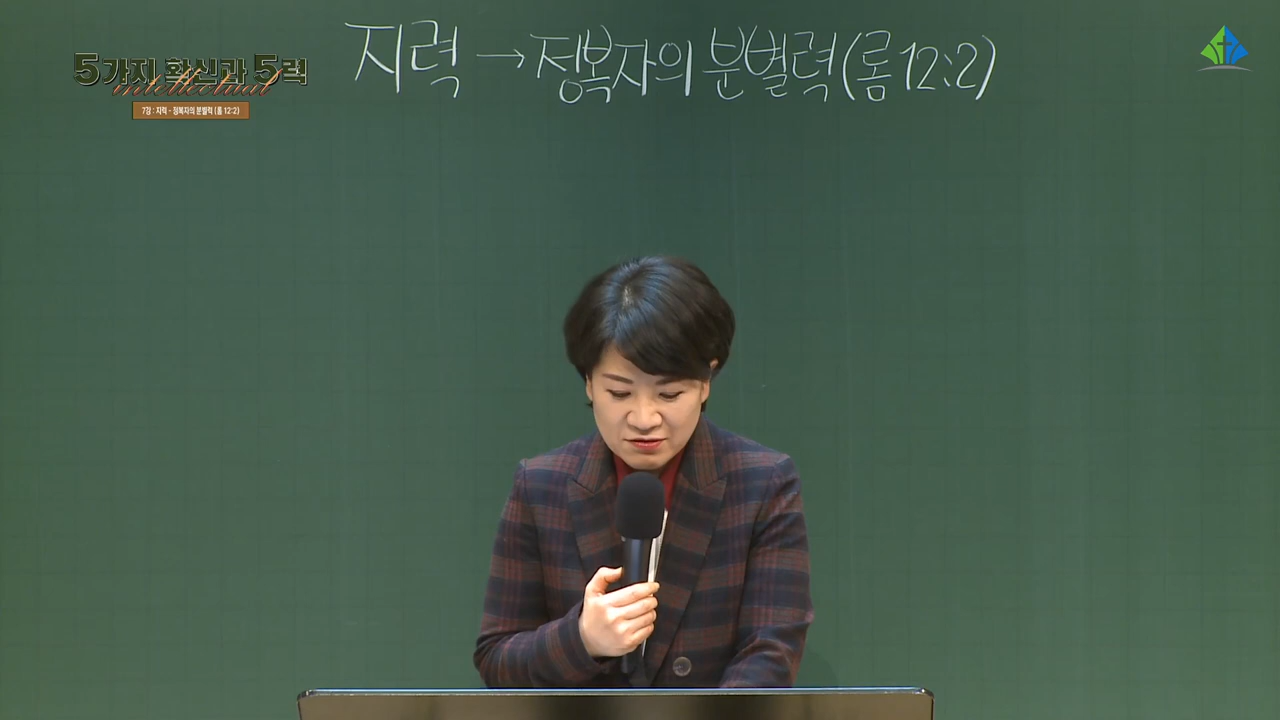 지력 → 정복자의 분별력(롬 12:2)
5가지 확신과 5력
intellectual
7강 : 지력 - 정복자의 분별력 (롬 12:2)